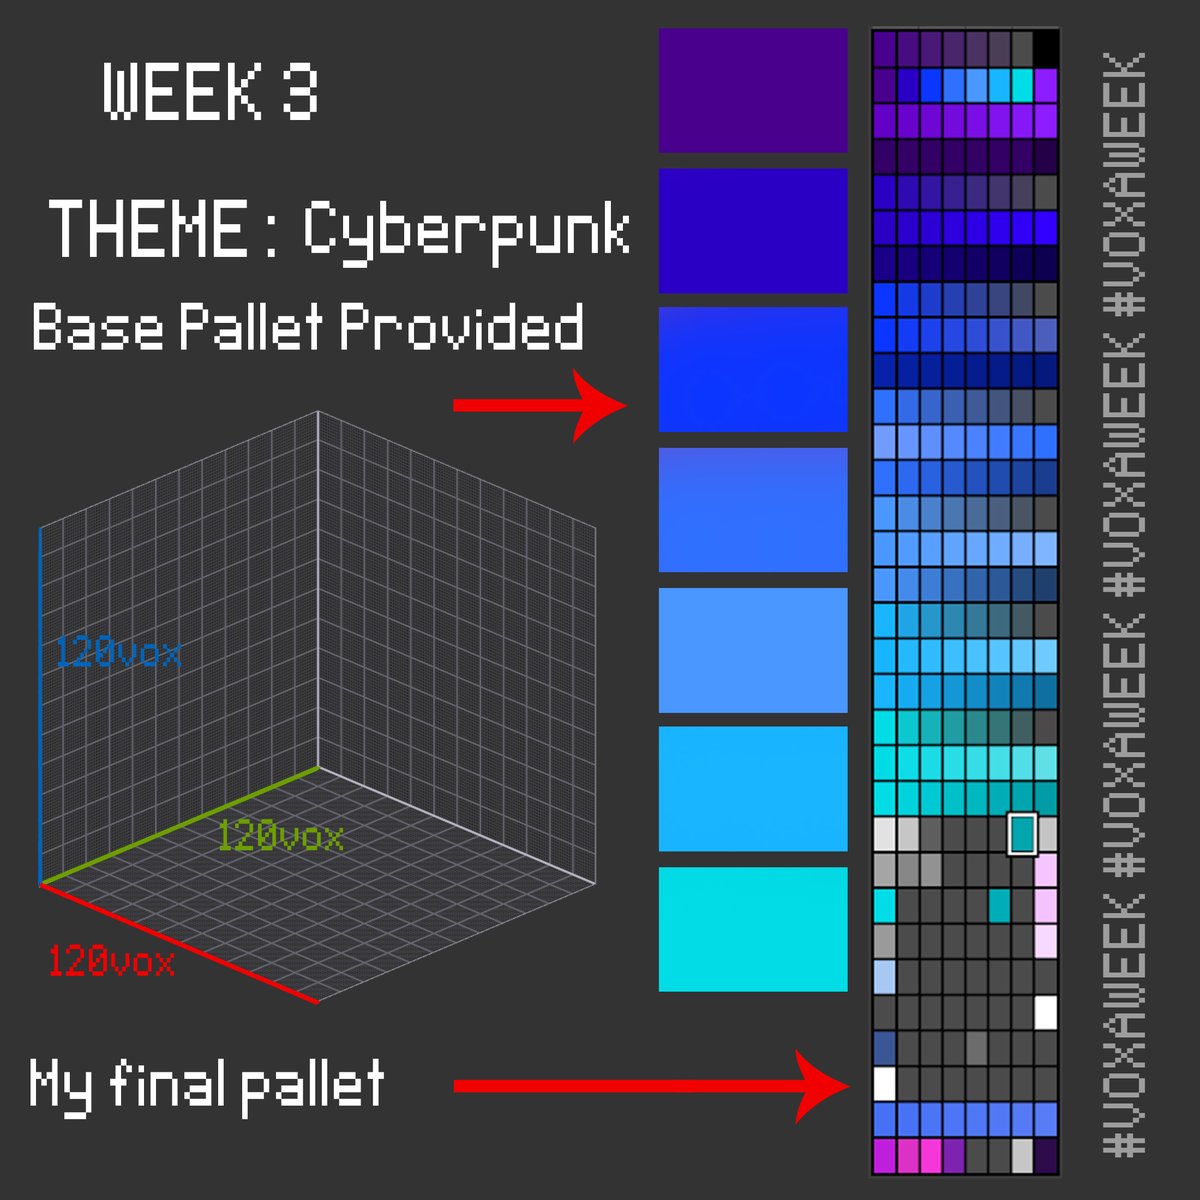 WEEK 3
THEME: Cyberpunk
Base Pallet Provided
120vox
120vox
120vox
My final pallet
#VOXAWEEK #VOXAWEEK #VOXAWEEK #VOXAWEEK